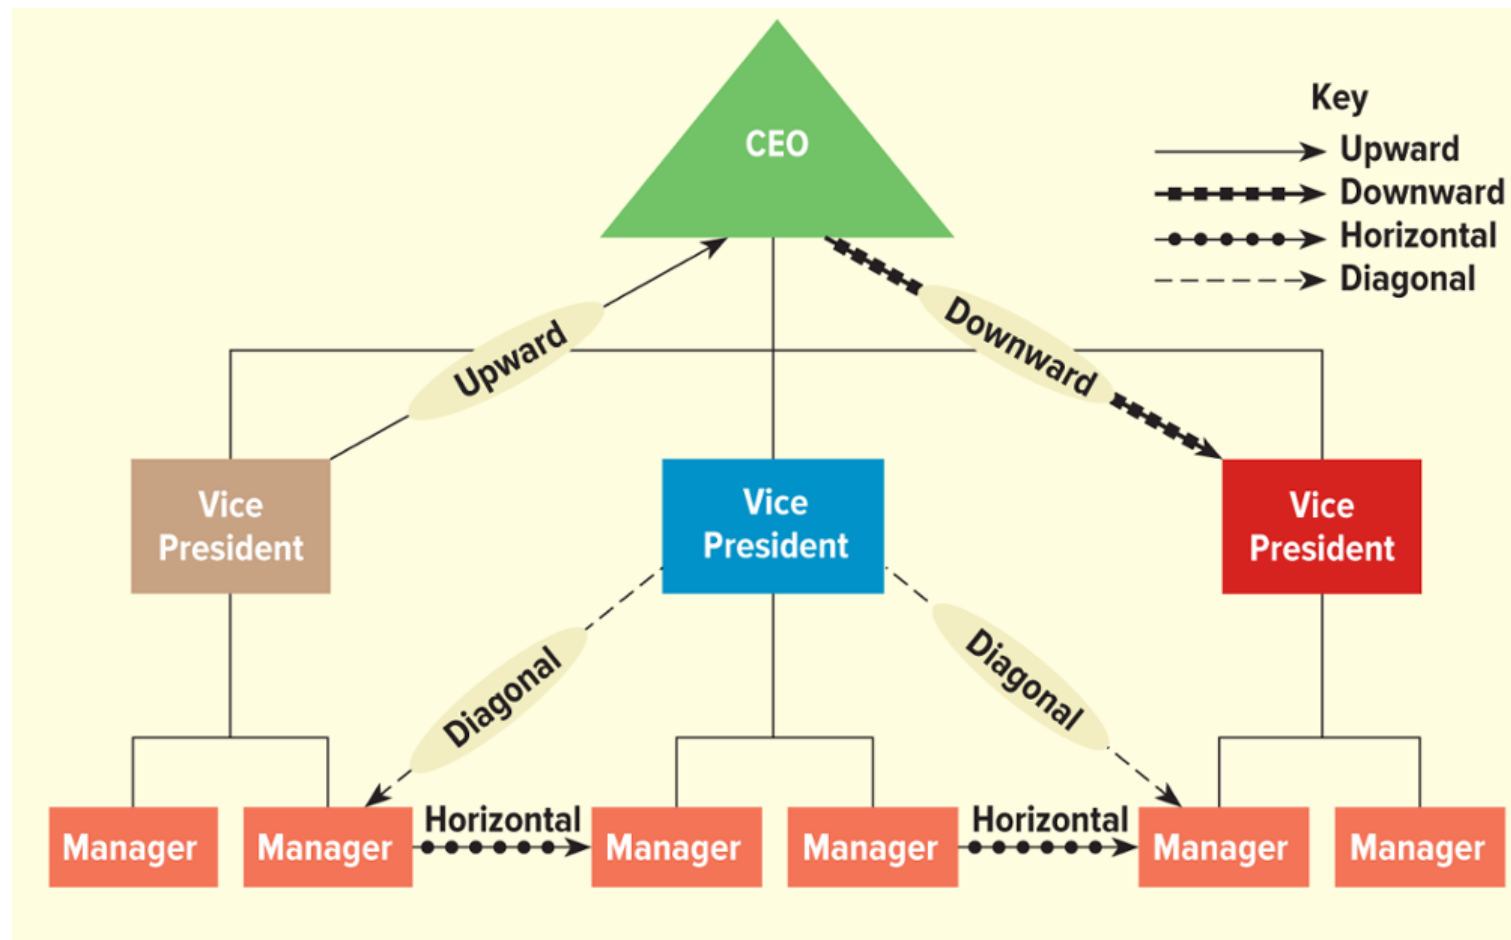 CEO
Key
Upward
Downward
Horizontal
Diagonal
Upward
Downward
Vice
President
Vice
President
Vice
President
Diagonal
Diagonal
Horizontal
Horizontal
Manager
Manager
Manager
Manager
Manager
Manager